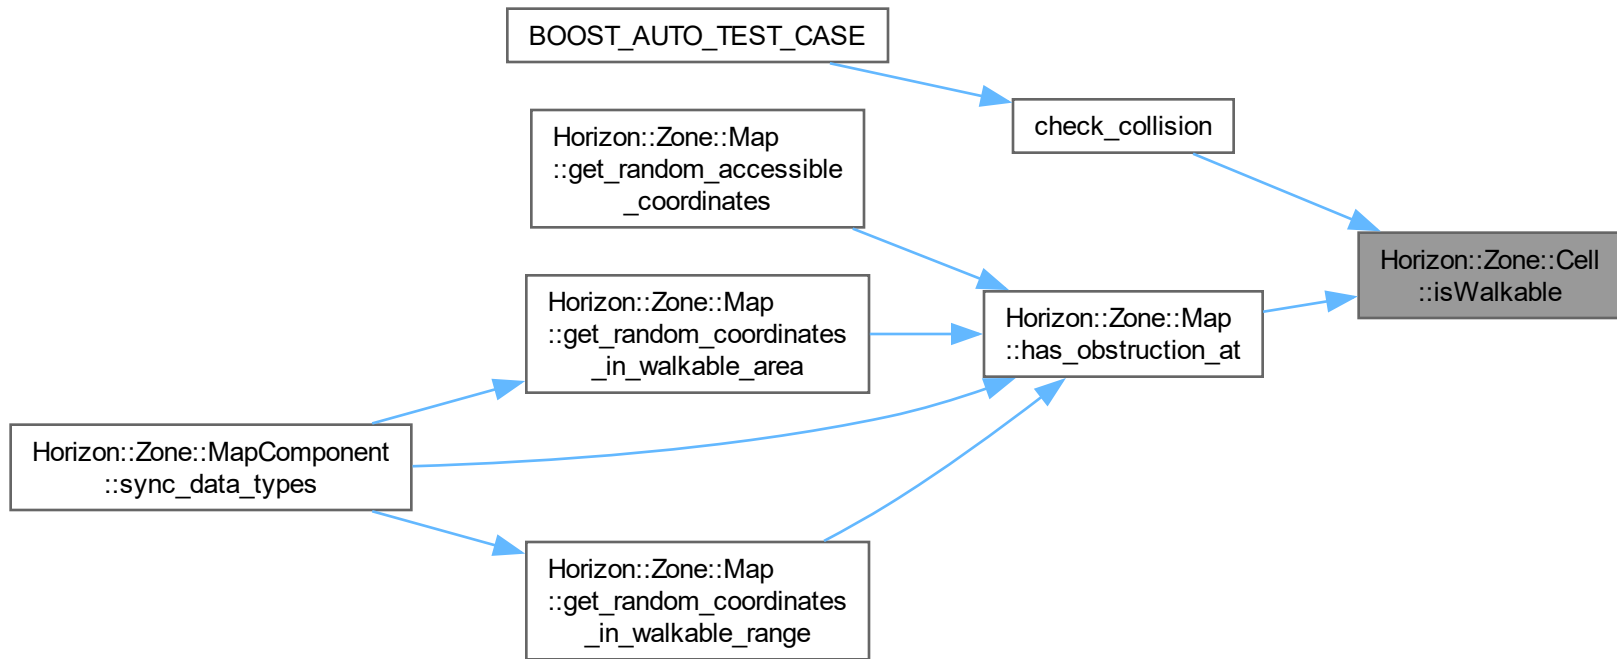 BOOST_AUTO_TEST_CASE
check_collision
Horizon::Zone::Map
::get_random_accessible
_coordinates
Horizon::Zone::Cell
::isWalkable
Horizon::Zone::Map
::get_random_coordinates
_in_walkable_area
Horizon::Zone::Map
::has_obstruction_at
Horizon::Zone::MapComponent
::sync_data_types
Horizon::Zone::Map
::get_random_coordinates
_in_walkable_range